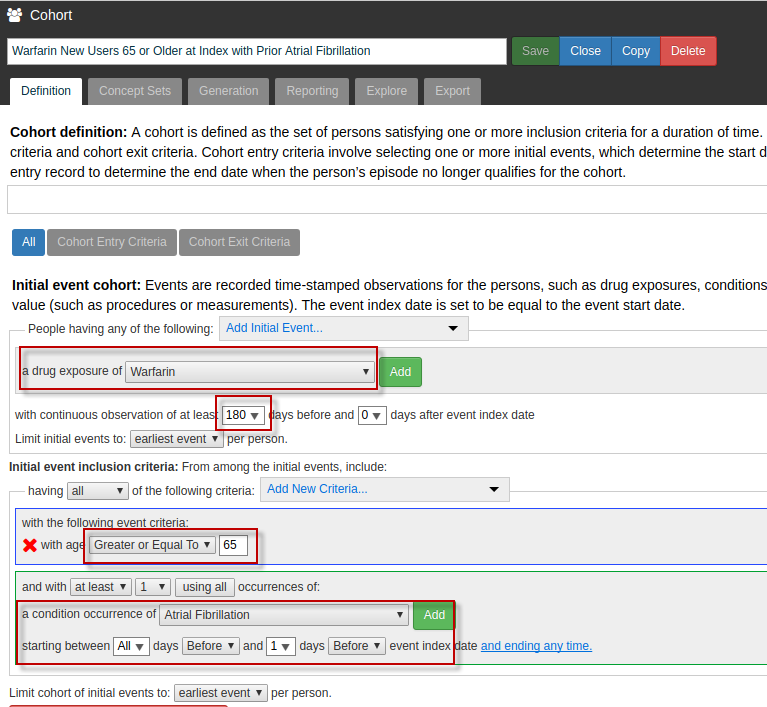 Cohort
Warfarin New Users 65 or Older at Index with Prior Atrial Fibrillation
Save Close Copy Delete
Definition Concept Sets Generation Reporting Explore Export
Cohort definition: A cohort is defined as the set of persons satisfying one or more inclusion criteria for a duration of time.
criteria and cohort exit criteria. Cohort entry criteria involve selecting one or more initial events, which determine the start d
entry record to determine the end date when the person's episode no longer qualifies for the cohort.
All Cohort Entry Criteria Cohort Exit Criteria
Initial event cohort: Events are recorded time-stamped observations for the persons, such as drug exposures, conditions
value (such as procedures or measurements). The event index date is set to be equal to the event start date.
People having any of the following: Add Initial Event...
a drug exposure of Warfarin Add
with continuous observation of at least 180 days before and 0 days after event index date
Limit initial events to: earliest event per person.
Initial event inclusion criteria: From among the initial events, include:
having all of the following criteria: Add New Criteria...
with the following event criteria:
with age Greater or Equal To 65
and with at least 1 using all occurrences of:
a condition occurrence of Atrial Fibrillation Add
starting between All days Before and 1 days Before event index date and ending any time.
Limit cohort of initial events to: earliest event per person.